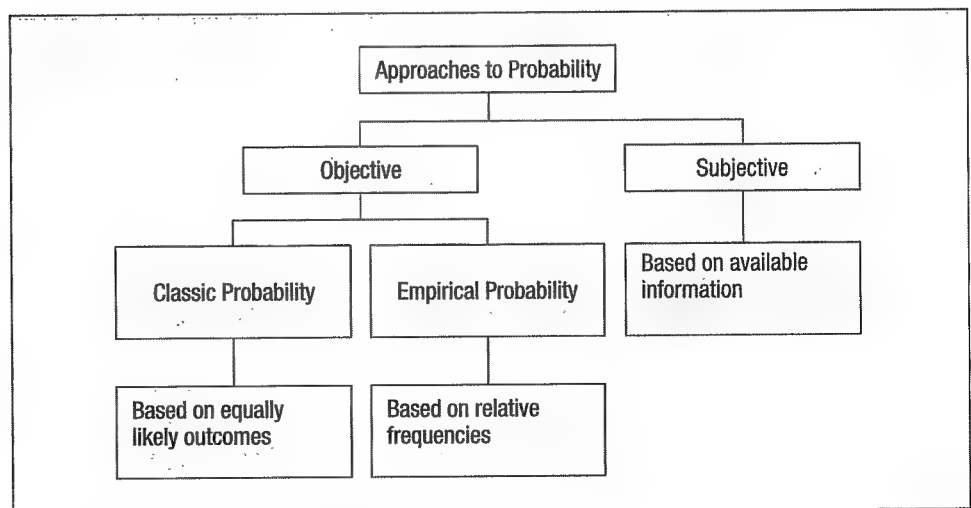 Approaches to Probability
Objective
Subjective
Classic Probability
Empirical Probability
Based on available
information
Based on equally
likely outcomes
Based on relative
frequencies